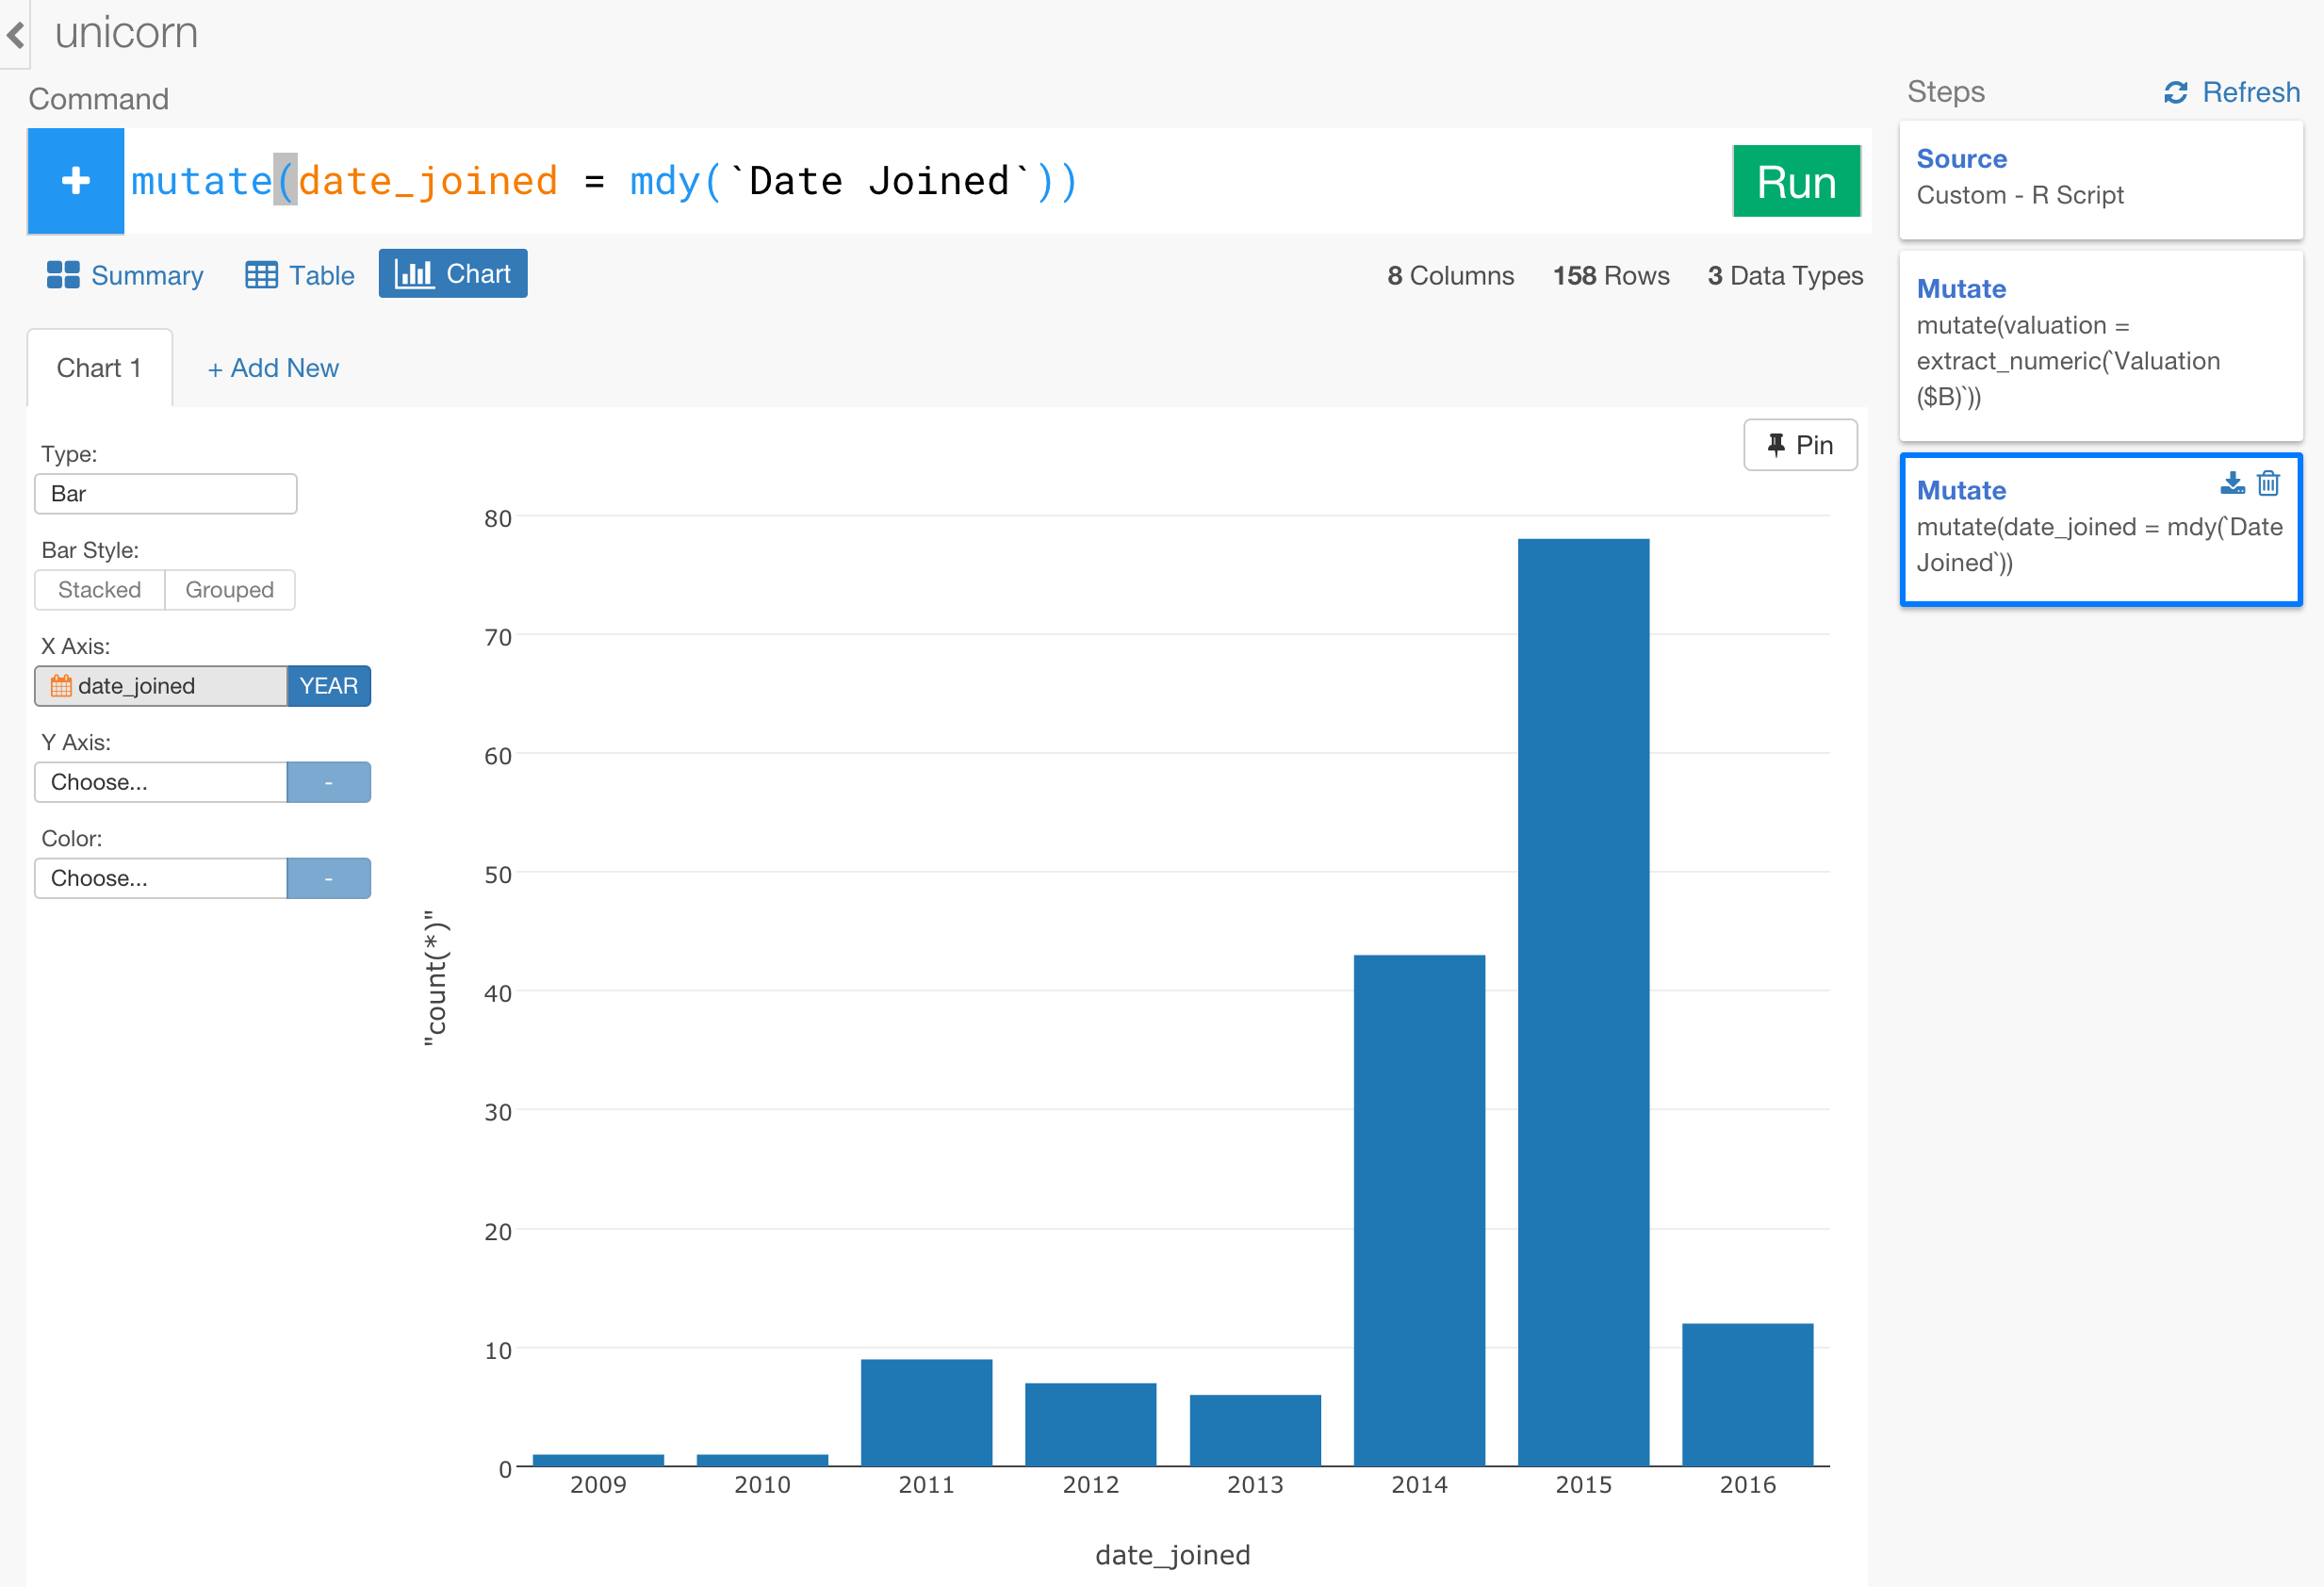 unicorn
Command
+ mutate(date_joined = mdy(`Date Joined`))
Run
Summary
Table
Chart
8 Columns
158 Rows
3 Data Types
Chart 1
+ Add New
Pin
Type:
Bar
Bar Style:
Stacked
Grouped
X Axis:
date_joined
YEAR
Y Axis:
Choose...
-
Color:
Choose...
-
"count(*)"
80
70
60
50
40
30
20
10
0
2009
2010
2011
2012
2013
2014
2015
2016
date_joined
Steps
Refresh
Source
Custom - R Script
Mutate
mutate(valuation =
extract_numeric(`Valuation
($B)`))
Mutate
mutate(date_joined = mdy(`Date
Joined`))